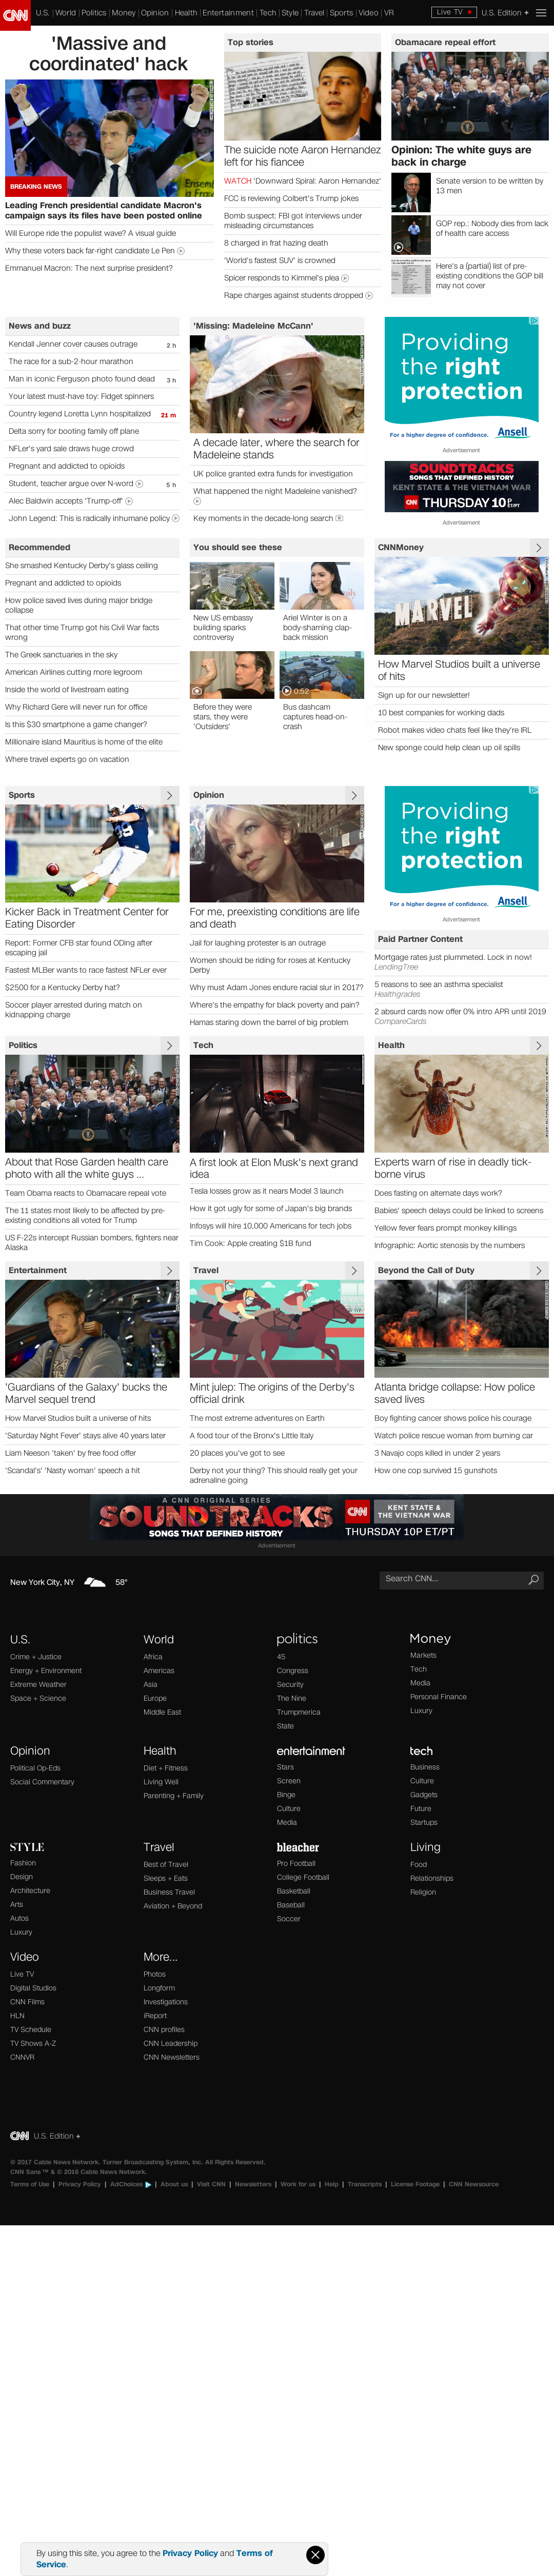 CNN
U.S. | World | Politics | Money | Opinion | Health | Entertainment | Tech | Style | Travel | Sports | Video | VR
Live TV
U.S. Edition +
'Massive and
coordinated' hack
BREAKING NEWS
Leading French presidential candidate Macron's
campaign says its files have been posted online
Will Europe ride the populist wave? A visual guide
Why these voters back far-right candidate Le Pen
Emmanuel Macron: The next surprise president?
Top stories
The suicide note Aaron Hernandez
left for his fiancee
WATCH 'Downward Spiral: Aaron Hernandez'
FCC is reviewing Colbert's Trump jokes
Bomb suspect: FBI got interviews under
misleading circumstances
8 charged in frat hazing death
'World's fastest SUV' is crowned
Spicer responds to Kimmel's plea
Rape charges against students dropped
Obamacare repeal effort
Opinion: The white guys are
back in charge
Senate version to be written by
13 men
GOP rep.: Nobody dies from lack
of health care access
Here's a (partial) list of pre-
existing conditions the GOP bill
may not cover
News and buzz
Kendall Jenner cover causes outrage 2 h
The race for a sub-2-hour marathon
Man in iconic Ferguson photo found dead 3 h
Your latest must-have toy: Fidget spinners
Country legend Loretta Lynn hospitalized 21 m
Delta sorry for booting family off plane
NFLer's yard sale draws huge crowd
Pregnant and addicted to opioids
Student, teacher argue over N-word 5 h
Alec Baldwin accepts 'Trump-off'
John Legend: This is radically inhumane policy
'Missing: Madeleine McCann'
A decade later, where the search for
Madeleine stands
UK police granted extra funds for investigation
What happened the night Madeleine vanished?
Key moments in the decade-long search
Providing
the right
protection
For a higher degree of confidence. Ansell
Advertisement
SOUNDTRACKS
SONGS THAT DEFINED HISTORY
KENT STATE & THE VIETNAM WAR
CNN THURSDAY 10P ET/PT
Advertisement
Recommended
She smashed Kentucky Derby's glass ceiling
Pregnant and addicted to opioids
How police saved lives during major bridge
collapse
That other time Trump got his Civil War facts
wrong
The Greek sanctuaries in the sky
American Airlines cutting more legroom
Inside the world of livestream eating
Why Richard Gere will never run for office
Is this $30 smartphone a game changer?
Millionaire island Mauritius is home of the elite
Where travel experts go on vacation
You should see these
New US embassy
building sparks
controversy
Ariel Winter is on a
body-shaming clap-
back mission
0:52
Before they were
stars, they were
'Outsiders'
Bus dashcam
captures head-on-
crash
CNNMoney
MARVEL
How Marvel Studios built a universe
of hits
Sign up for our newsletter!
10 best companies for working dads
Robot makes video chats feel like they're IRL
New sponge could help clean up oil spills
Sports
Kicker Back in Treatment Center for
Eating Disorder
Report: Former CFB star found ODing after
escaping jail
Fastest MLBer wants to race fastest NFLer ever
$2500 for a Kentucky Derby hat?
Soccer player arrested during match on
kidnapping charge
Opinion
For me, preexisting conditions are life
and death
Jail for laughing protester is an outrage
Women should be riding for roses at Kentucky
Derby
Why must Adam Jones endure racial slur in 2017?
Where's the empathy for black poverty and pain?
Hamas staring down the barrel of big problem
Providing
the right
protection
For a higher degree of confidence. Ansell
Advertisement
Paid Partner Content
Mortgage rates just plummeted. Lock in now!
LendingTree
5 reasons to see an asthma specialist
Healthgrades
2 absurd cards now offer 0% intro APR until 2019
CompareCards
Politics
About that Rose Garden health care
photo with all the white guys ...
Team Obama reacts to Obamacare repeal vote
The 11 states most likely to be affected by pre-
existing conditions all voted for Trump
US F-22s intercept Russian bombers, fighters near
Alaska
Tech
A first look at Elon Musk's next grand
idea
Tesla losses grow as it nears Model 3 launch
How it got ugly for some of Japan's big brands
Infosys will hire 10,000 Americans for tech jobs
Tim Cook: Apple creating $1B fund
Health
Experts warn of rise in deadly tick-
borne virus
Does fasting on alternate days work?
Babies' speech delays could be linked to screens
Yellow fever fears prompt monkey killings
Infographic: Aortic stenosis by the numbers
Entertainment
'Guardians of the Galaxy' bucks the
Marvel sequel trend
How Marvel Studios built a universe of hits
'Saturday Night Fever' stays alive 40 years later
Liam Neeson 'taken' by free food offer
'Scandal's' 'Nasty woman' speech a hit
Travel
Mint julep: The origins of the Derby's
official drink
The most extreme adventures on Earth
A food tour of the Bronx's Little Italy
20 places you've got to see
Derby not your thing? This should really get your
adrenaline going
Beyond the Call of Duty
Atlanta bridge collapse: How police
saved lives
Boy fighting cancer shows police his courage
Watch police rescue woman from burning car
3 Navajo cops killed in under 2 years
How one cop survived 15 gunshots
A CNN ORIGINAL SERIES
SOUNDTRACKS
SONGS THAT DEFINED HISTORY
CNN KENT STATE &
THE VIETNAM WAR
THURSDAY 10P ET/PT
Advertisement
New York City, NY 58°
Search CNN...
U.S.
Crime + Justice
Energy + Environment
Extreme Weather
Space + Science
World
Africa
Americas
Asia
Europe
Middle East
politics
45
Congress
Security
The Nine
Trumpmerica
State
Money
Markets
Tech
Media
Personal Finance
Luxury
Opinion
Political Op-Eds
Social Commentary
Health
Diet + Fitness
Living Well
Parenting + Family
entertainment
Stars
Screen
Binge
Culture
Media
tech
Business
Culture
Gadgets
Future
Startups
STYLE
Fashion
Design
Architecture
Arts
Autos
Luxury
Travel
Best of Travel
Sleeps + Eats
Business Travel
Aviation + Beyond
bleacher
Pro Football
College Football
Basketball
Baseball
Soccer
Living
Food
Relationships
Religion
Video
Live TV
Digital Studios
CNN Films
HLN
TV Schedule
TV Shows A-Z
CNNVR
More...
Photos
Longform
Investigations
iReport
CNN profiles
CNN Leadership
CNN Newsletters
CNN U.S. Edition +
© 2017 Cable News Network. Turner Broadcasting System, Inc. All Rights Reserved.
CNN Sans ™ & © 2016 Cable News Network.
Terms of Use | Privacy Policy | AdChoices | About us | Visit CNN | Newsletters | Work for us | Help | Transcripts | License Footage | CNN Newsource
By using this site, you agree to the Privacy Policy and Terms of
Service.